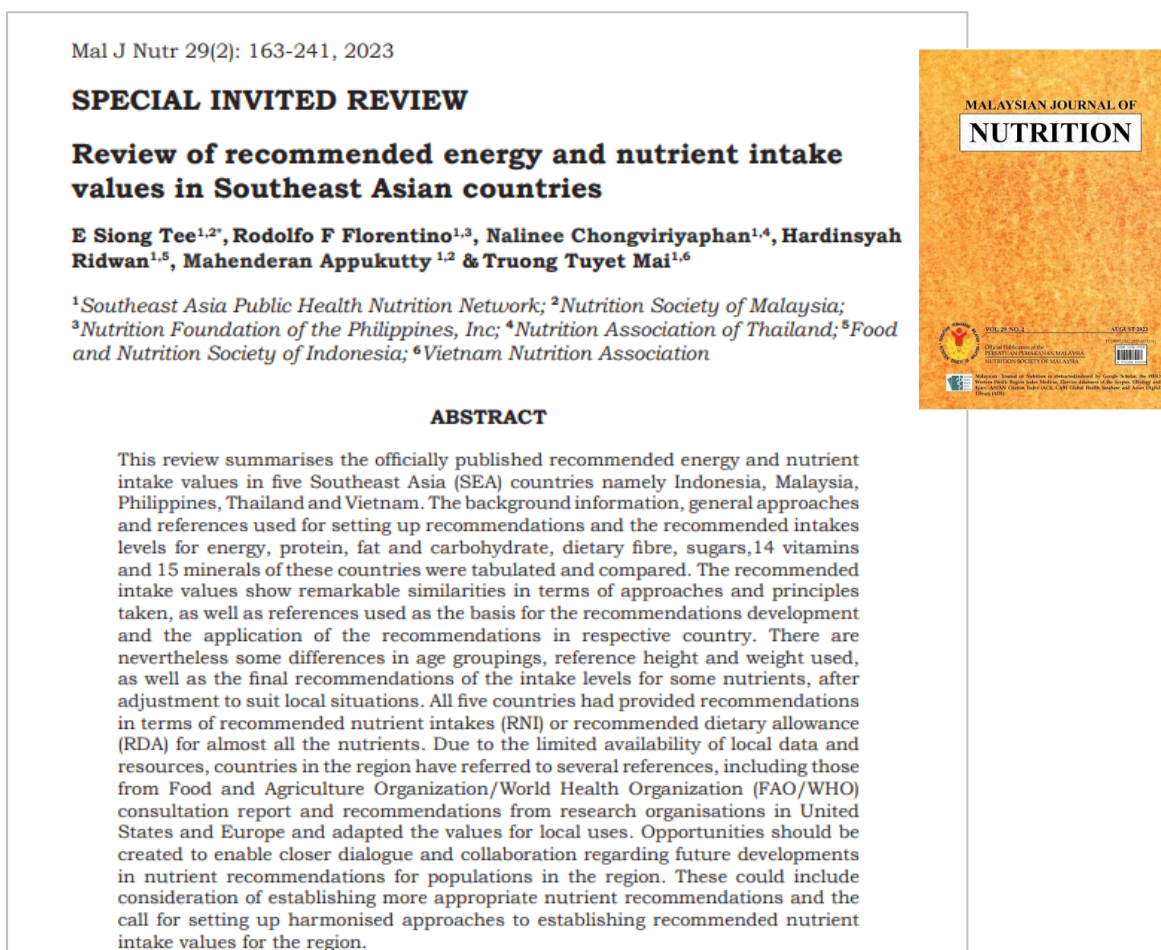 Mal J Nutr 29(2): 163-241, 2023
SPECIAL INVITED REVIEW
Review of recommended energy and nutrient intake
values in Southeast Asian countries
E Siong Tee1,2*, Rodolfo F Florentino1,3, Nalinee Chongviriyaphan1,4, Hardinsyah
Ridwan1,5, Mahenderan Appukutty 1,2 & Truong Tuyet Mai1,6
1Southeast Asia Public Health Nutrition Network; 2Nutrition Society of Malaysia;
3Nutrition Foundation of the Philippines, Inc; 4Nutrition Association of Thailand; 5Food
and Nutrition Society of Indonesia; 6Vietnam Nutrition Association
ABSTRACT
This review summarises the officially published recommended energy and nutrient
intake values in five Southeast Asia (SEA) countries namely Indonesia, Malaysia,
Philippines, Thailand and Vietnam. The background information, general approaches
and references used for setting up recommendations and the recommended intakes
levels for energy, protein, fat and carbohydrate, dietary fibre, sugars,14 vitamins
and 15 minerals of these countries were tabulated and compared. The recommended
intake values show remarkable similarities in terms of approaches and principles
taken, as well as references used as the basis for the recommendations development
and the application of the recommendations in respective country. There are
nevertheless some differences in age groupings, reference height and weight used,
as well as the final recommendations of the intake levels for some nutrients, after
adjustment to suit local situations. All five countries had provided recommendations
in terms of recommended nutrient intakes (RNI) or recommended dietary allowance
(RDA) for almost all the nutrients. Due to the limited availability of local data and
resources, countries in the region have referred to several references, including those
from Food and Agriculture Organization/World Health Organization (FAO/WHO)
consultation report and recommendations from research organisations in United
States and Europe and adapted the values for local uses. Opportunities should be
created to enable closer dialogue and collaboration regarding future developments
in nutrient recommendations for populations in the region. These could include
consideration of establishing more appropriate nutrient recommendations and the
call for setting up harmonised approaches to establishing recommended nutrient
intake values for the region.
MALAYSIAN JOURNAL OF
NUTRITION
VOL 29 NO. 2
AUGUST 2023
Official Publication of the
PERSATUAN PEMAKANAN MALAYSIA
NUTRITION SOCIETY OF MALAYSIA